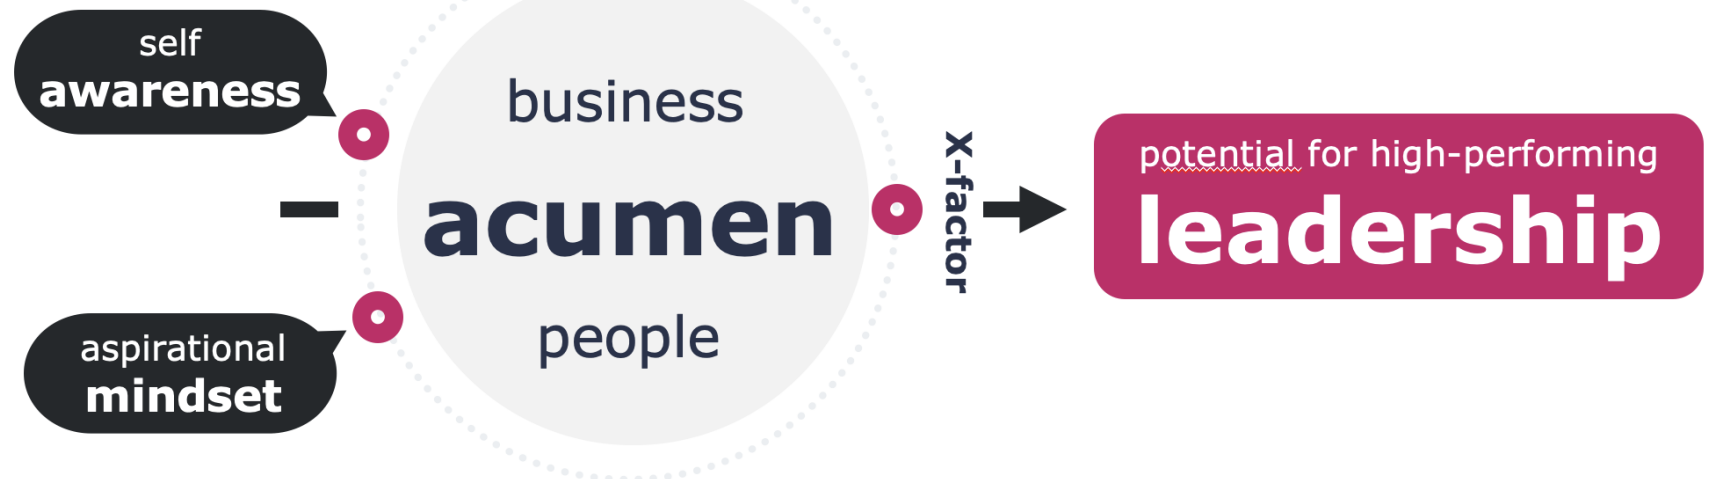 self
awareness
aspirational
mindset
business
acumen
people
X-factor
potential for high-performing
leadership